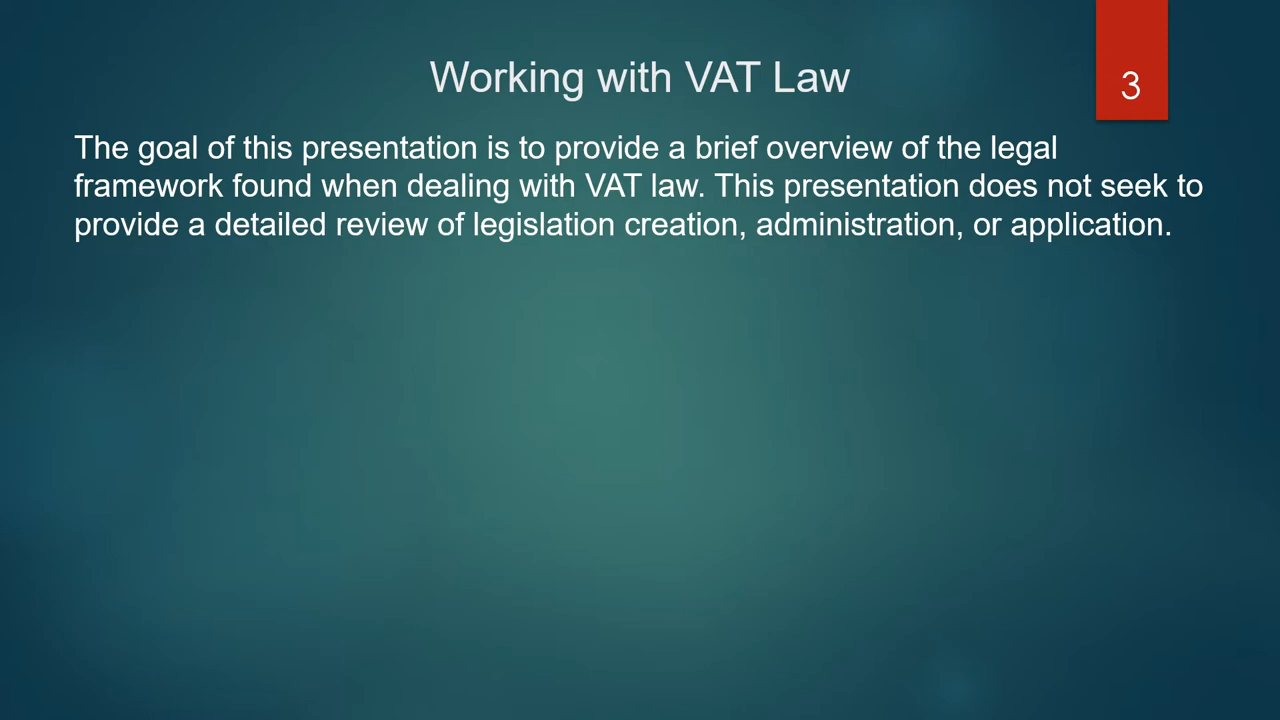 Working with VAT Law
3
The goal of this presentation is to provide a brief overview of the legal
framework found when dealing with VAT law. This presentation does not seek to
provide a detailed review of legislation creation, administration, or application.